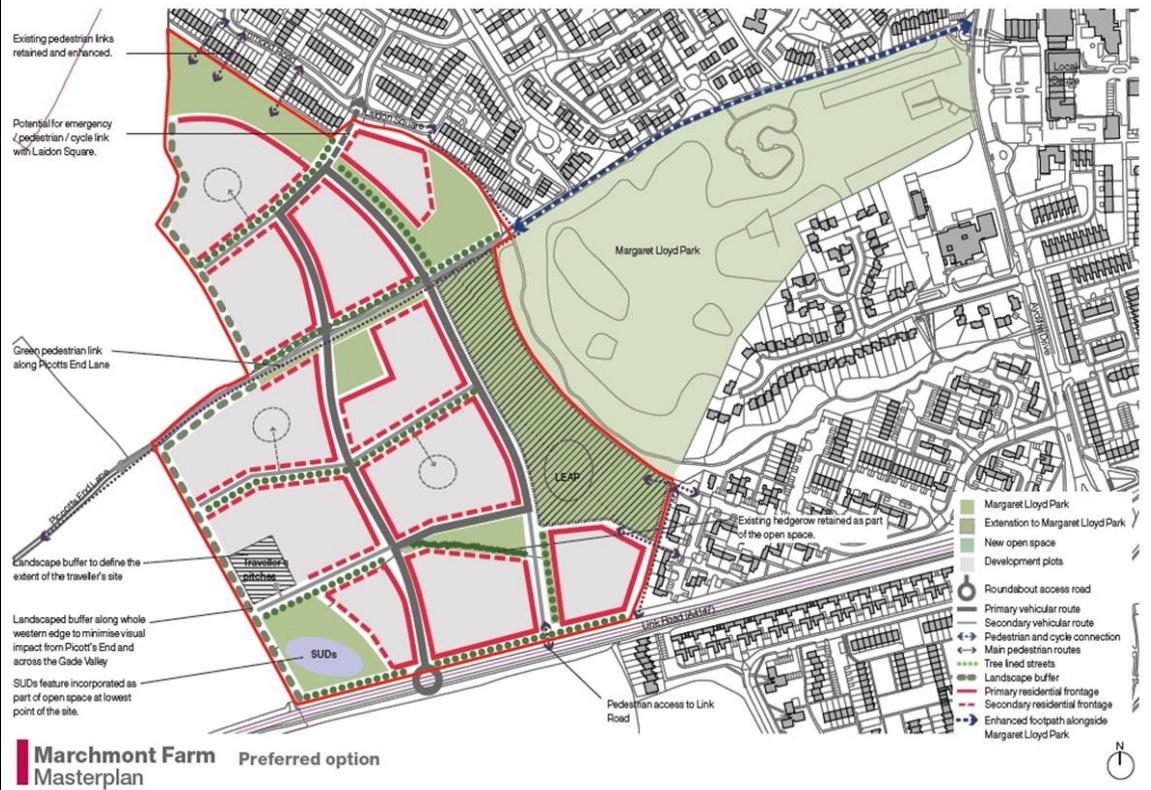 Existing pedestrian links
retained and enhanced.
Laidon Square
Local
Centre
Potential for emergency
/ pedestrian / cycle link
with Laidon Square.
Margaret Lloyd Park
Green pedestrian link
along Picotts End Lane
Picotts End Lane
LEAP
Existing hedgerow retained as part
of the open space.
Landscape buffer to define the
extent of the traveller's site
Traveller's
pitches
Landscaped buffer along whole
western edge to minimise visual
impact from Picott's End and
across the Gade Valley
SUDs
SUDs feature incorporated as
part of open space at lowest
point of the site.
Link Road (A4147)
Pedestrian access to Link
Road
Margaret Lloyd Park
Extenstion to Margaret Lloyd Park
New open space
Development plots
Roundabout access road
Primary vehicular route
Secondary vehicular route
Pedestrian and cycle connection
Main pedestrian routes
Tree lined streets
Landscape buffer
Primary residential frontage
Secondary residential frontage
Enhanced footpath alongside
Margaret Lloyd Park
N
Marchmont Farm Preferred option
Masterplan